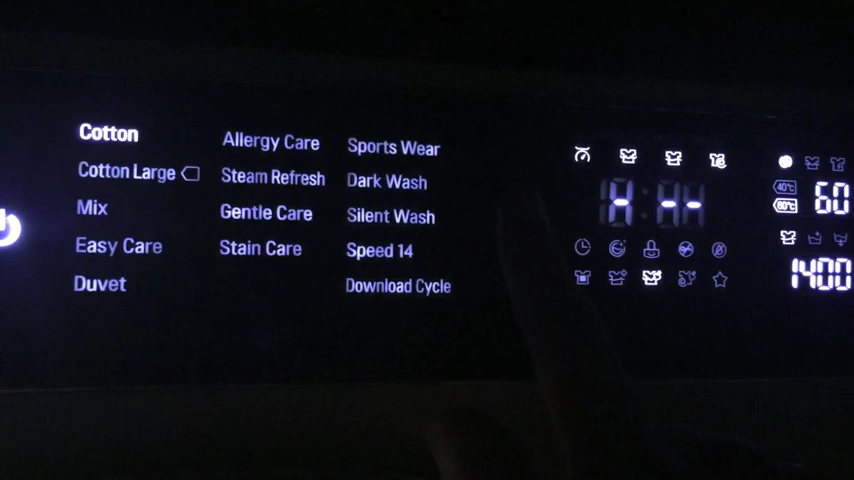 Cotton
Cotton Large
Mix
Easy Care
Duvet
Allergy Care
Steam Refresh
Gentle Care
Stain Care
Sports Wear
Dark Wash
Silent Wash
Speed 14
Download Cycle
- --
40°C
60°C
60
1400